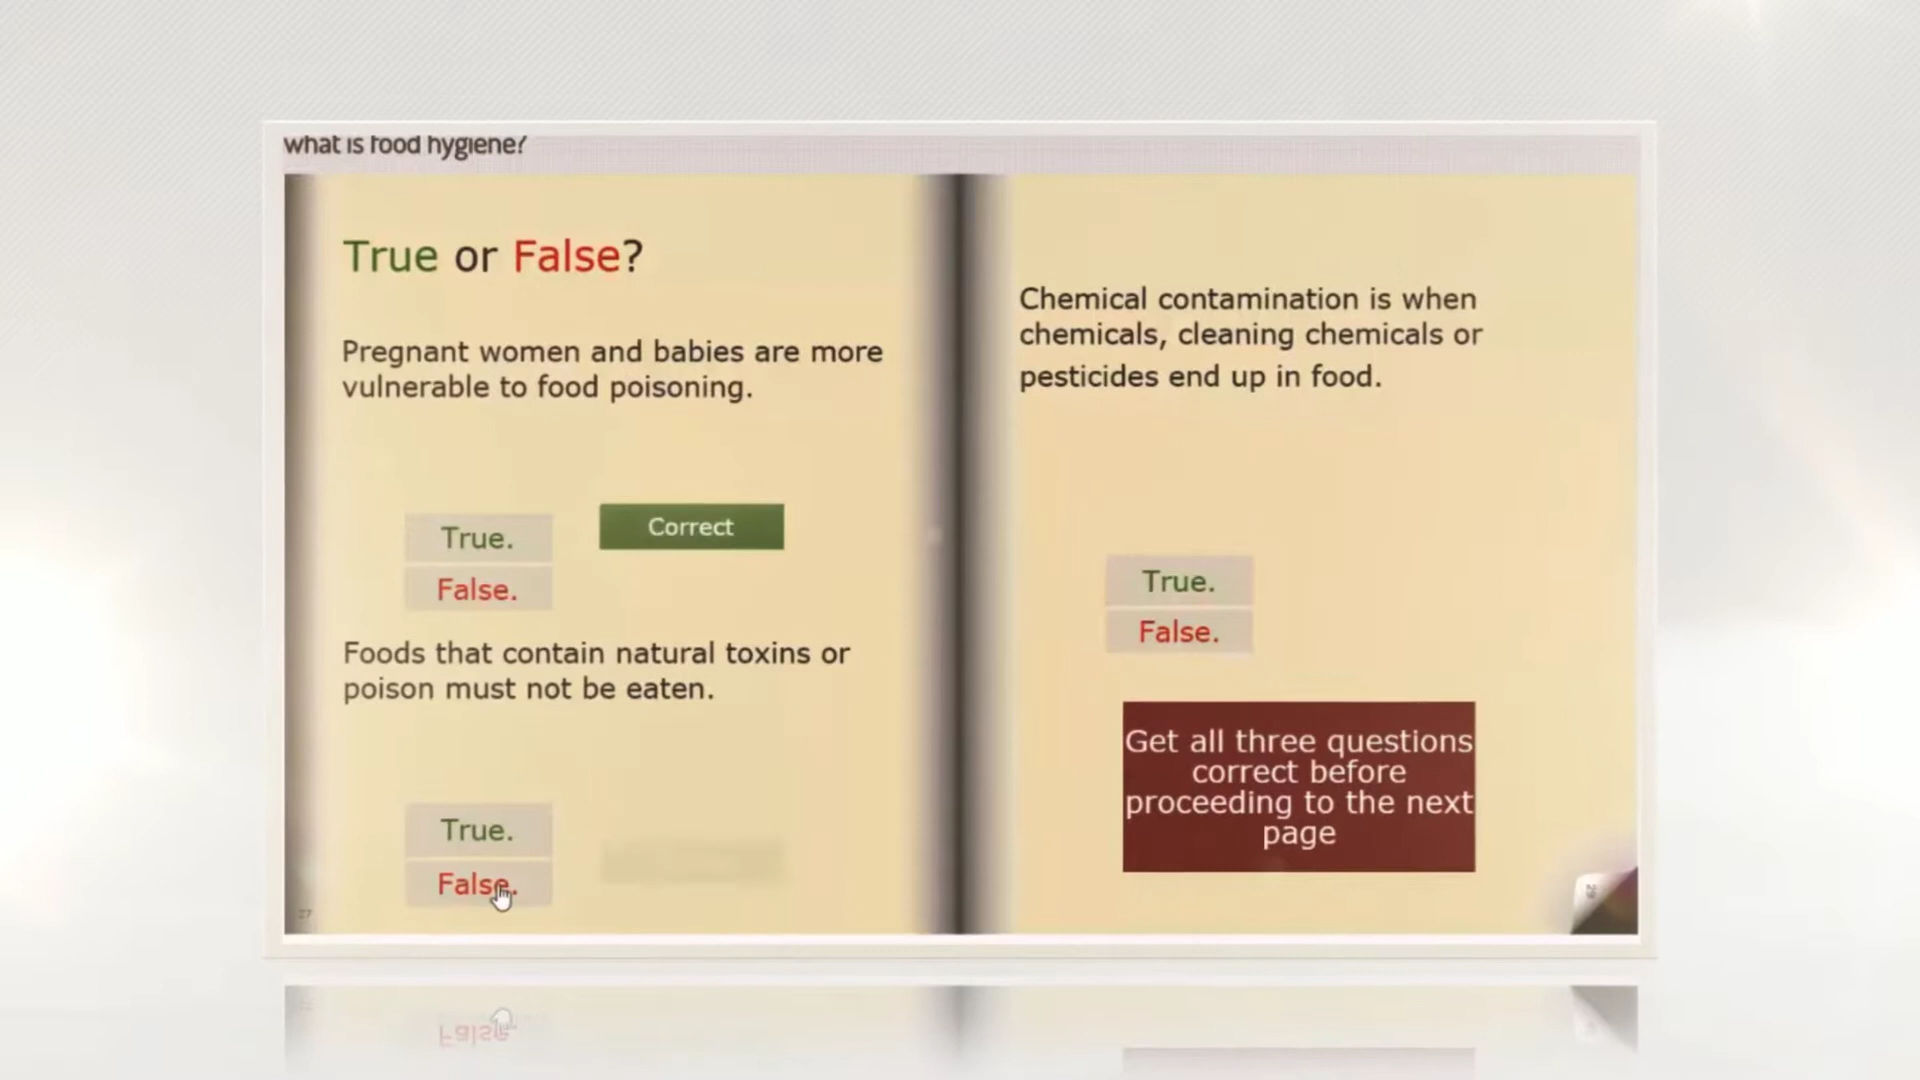 what is food hygiene?
True or False?
Pregnant women and babies are more
vulnerable to food poisoning.
True.
Correct
False.
Foods that contain natural toxins or
poison must not be eaten.
True.
False.
27
Chemical contamination is when
chemicals, cleaning chemicals or
pesticides end up in food.
True.
False.
Get all three questions
correct before
proceeding to the next
page
29